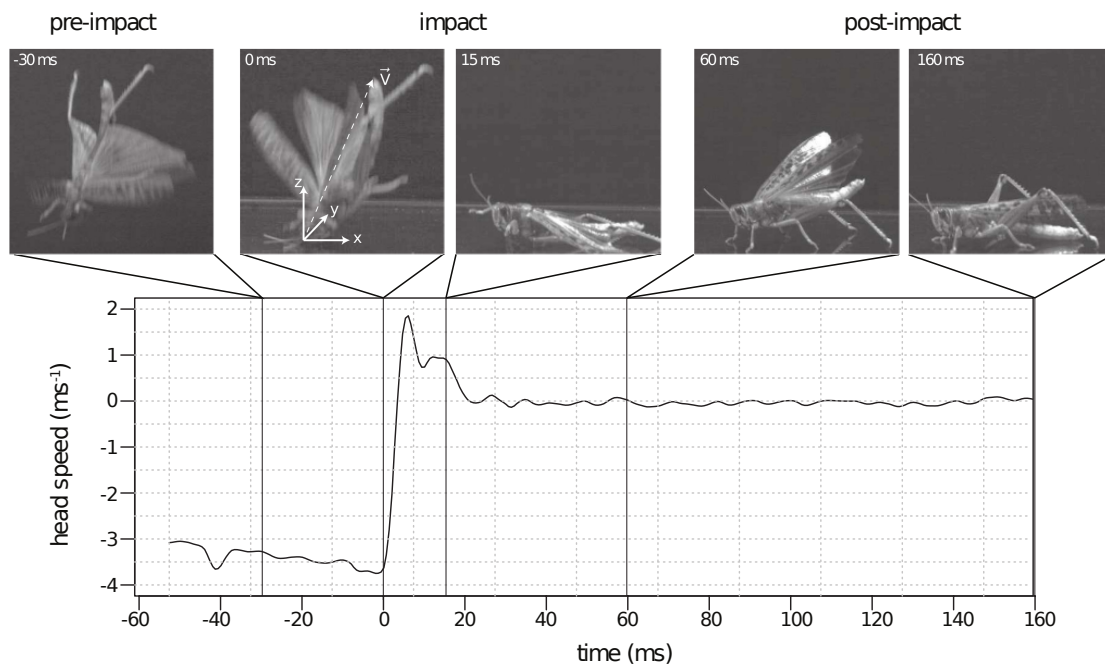 pre-impact
impact
post-impact
-30 ms
0 ms
15 ms
60 ms
160 ms
V
z
y
x
head speed (ms⁻¹)
2
1
0
-1
-2
-3
-4
-60
-40
-20
0
20
40
60
80
100
120
140
160
time (ms)